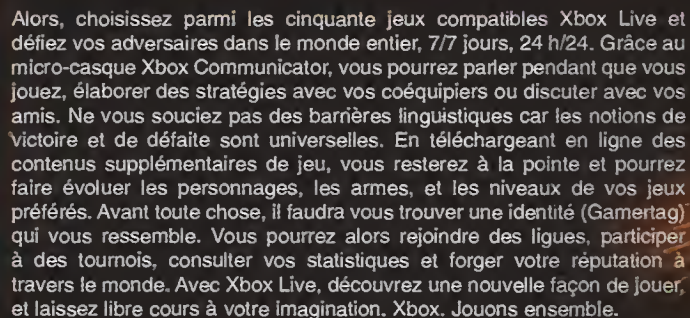 Alors, choisissez parmi les cinquante jeux compatibles Xbox Live et
défiez vos adversaires dans le monde entier, 7/7 jours, 24 h/24. Grâce au
micro-casque Xbox Communicator, vous pourrez parler pendant que vous
jouez, élaborer des stratégies avec vos coéquipiers ou discuter avec vos
amis. Ne vous souciez pas des barrières linguistiques car les notions de
victoire et de défaite sont universelles. En téléchargeant en ligne des
contenus supplémentaires de jeu, vous resterez à la pointe et pourrez
faire évoluer les personnages, les armes, et les niveaux de vos jeux
préférés. Avant toute chose, il faudra vous trouver une identité (Gamertag)
qui vous ressemble. Vous pourrez alors rejoindre des ligues, participer
à des tournois, consulter vos statistiques et forger votre réputation à
travers le monde. Avec Xbox Live, découvrez une nouvelle façon de jouer,
et laissez libre cours à votre imagination. Xbox. Jouons ensemble.